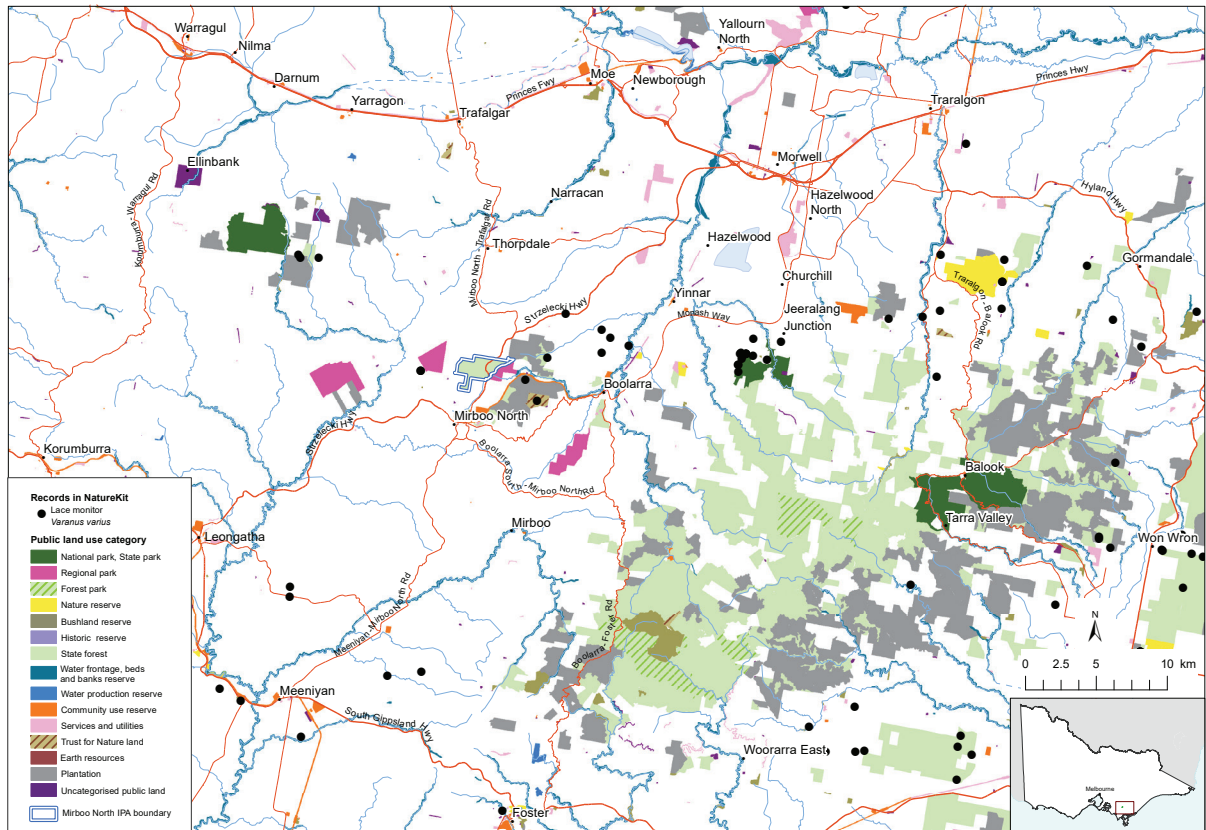 Warragul
Nilma
Darnum
Yarragon
Trafalgar
Princes Fwy
Moe
Newborough
Yallourn
North
Princes Hwy
Traralgon
Morwell
Ellinbank
Korumburra - Warragul Rd
Narracan
Mirboo North - Trafalgar Rd
Thorpdale
Hazelwood
North
Hazelwood
Hyland Hwy
Gormandale
Churchill
Traralgon - Balook Rd
Strzelecki Hwy
Yinnar
Monash Way
Jeeralang
Junction
Boolarra
Mirboo North
Strzelecki Hwy
Korumburra
Boolarra South - Mirboo North Rd
Balook
Tarra Valley
Won Wron
Mirboo
Leongatha
Meeniyan-Mirboo North Rd
Boolarra-Foster Rd
Meeniyan
South Gippsland Hwy
Woorarra East
Foster
Records in NatureKit
Lace monitor
Varanus varius
Public land use category
National park, State park
Regional park
Forest park
Nature reserve
Bushland reserve
Historic reserve
State forest
Water frontage, beds
and banks reserve
Water production reserve
Community use reserve
Services and utilities
Trust for Nature land
Earth resources
Plantation
Uncategorised public land
Mirboo North IPA boundary
N
0 2.5 5 10 km
Melbourne